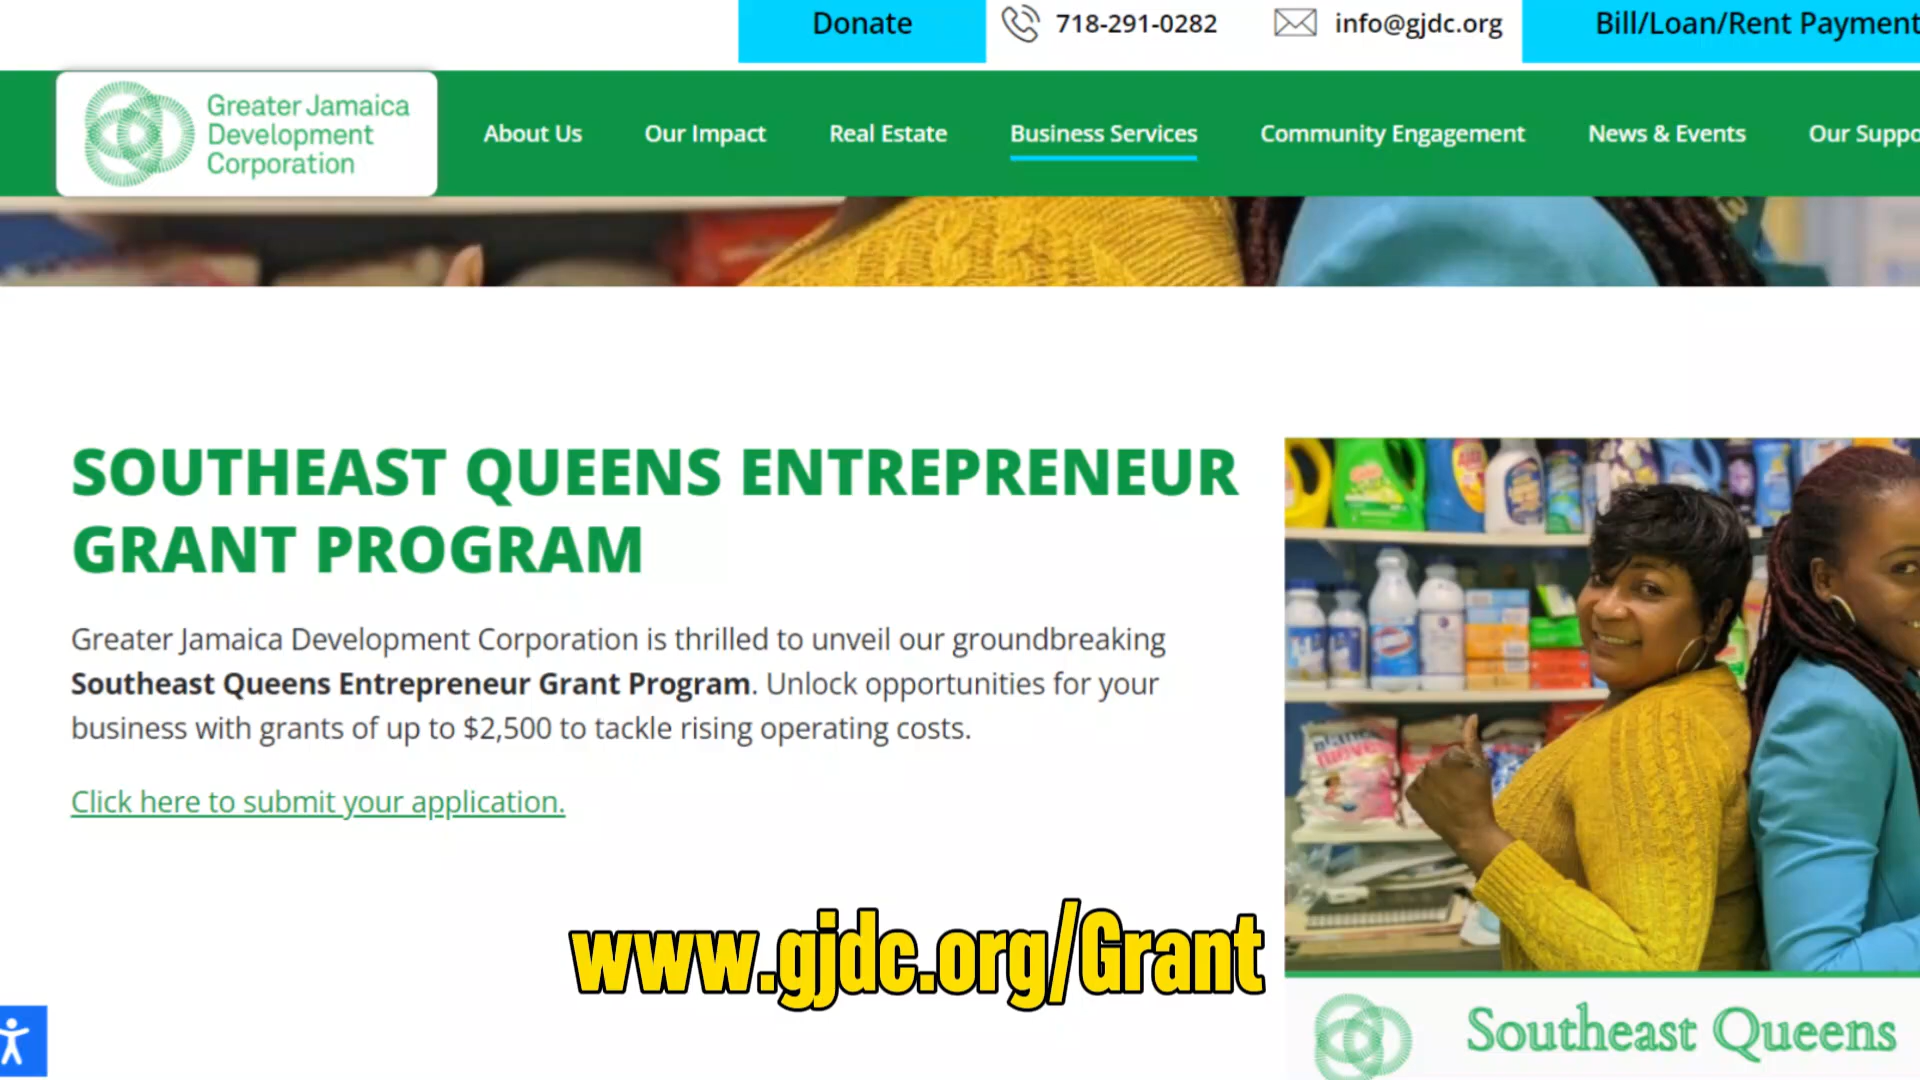 Donate
718-291-0282
info@gjdc.org
Bill/Loan/Rent Payment
Greater Jamaica
Development
Corporation
About Us
Our Impact
Real Estate
Business Services
Community Engagement
News & Events
Our Suppo
SOUTHEAST QUEENS ENTREPRENEUR
GRANT PROGRAM
Greater Jamaica Development Corporation is thrilled to unveil our groundbreaking
Southeast Queens Entrepreneur Grant Program. Unlock opportunities for your
business with grants of up to $2,500 to tackle rising operating costs.
Click here to submit your application.
www.gjdc.org/Grant
Southeast Queens